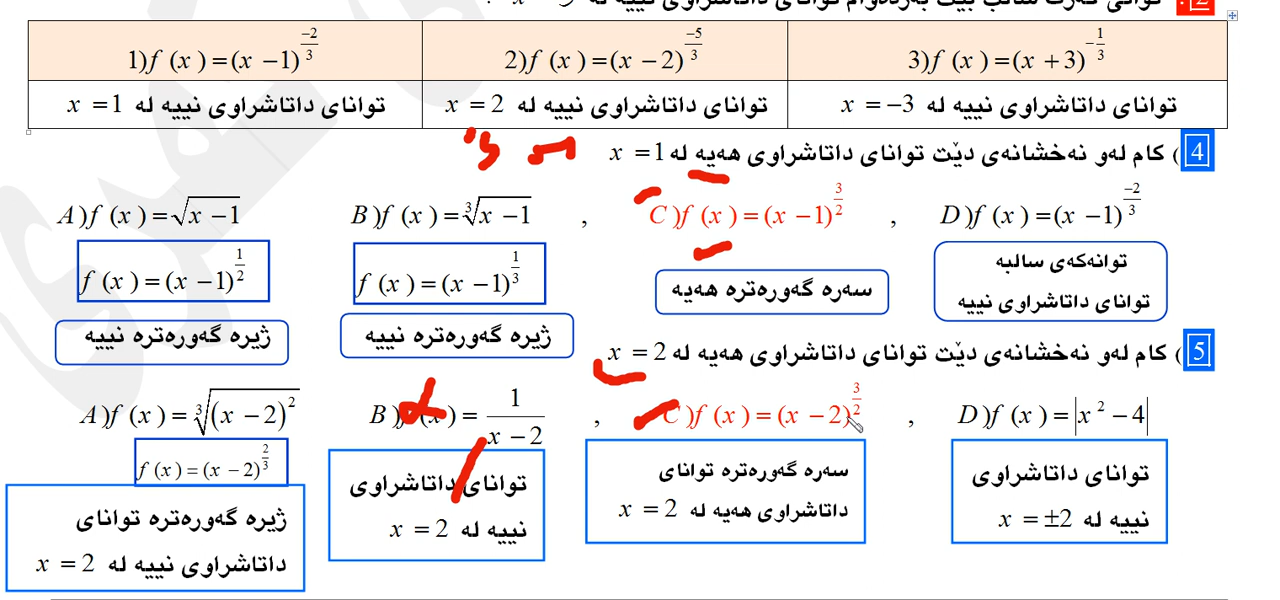 2) توانی کەرت سالب بێت بەردەوام توانای داتاشراوی نییە لە
1)f (x) = (x − 1)^(−2/3) 2)f (x) = (x − 2)^(−5/3) 3)f (x) = (x + 3)^(−1/3)
توانای داتاشراوی نییە لە x = 1 توانای داتاشراوی نییە لە x = 2 توانای داتاشراوی نییە لە x = −3
4) کام لەو نەخشانەی دێت توانای داتاشراوی هەیە لە x = 1
A)f (x) = √(x − 1) B)f (x) = ∛(x − 1) , C)f (x) = (x − 1)^(3/2) , D)f (x) = (x − 1)^(−2/3)
f (x) = (x − 1)^(1/2) f (x) = (x − 1)^(1/3) سەرە گەورەترە هەیە توانەکەی سالبە
توانای داتاشراوی نییە
ژیرە گەورەترە نییە ژیرە گەورەترە نییە
5) کام لەو نەخشانەی دێت توانای داتاشراوی هەیە لە x = 2
A)f (x) = ∛((x − 2)²) B)f (x) = 1/(x − 2) , C)f (x) = (x − 2)^(3/2) , D)f (x) = |x² − 4|
f (x) = (x − 2)^(2/3)
ژیرە گەورەترە توانای
داتاشراوی نییە لە x = 2
توانای داتاشراوی
نییە لە x = 2
سەرە گەورەترە توانای
داتاشراوی هەیە لە x = 2
توانای داتاشراوی
نییە لە x = ±2